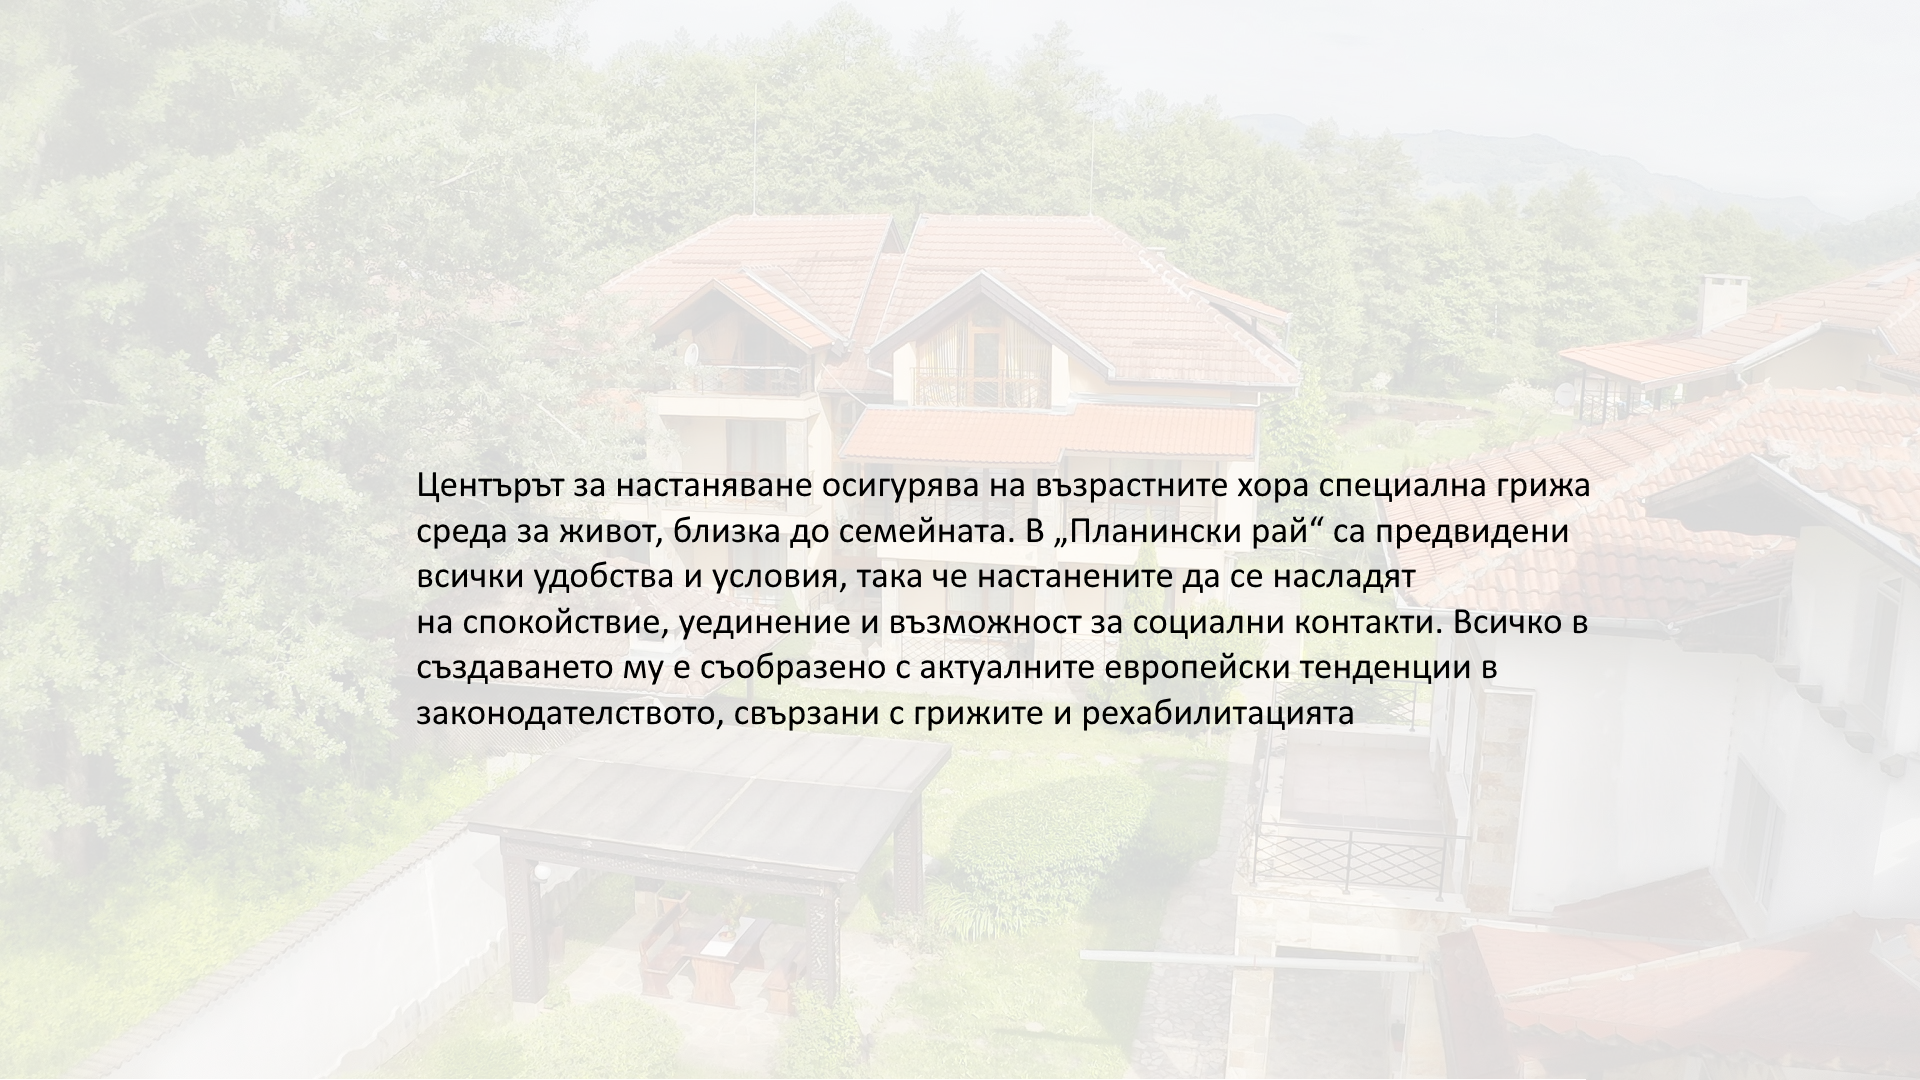 Центърът за настаняване осигурява на възрастните хора специална грижа
среда за живот, близка до семейната. В „Планински рай“ са предвидени
всички удобства и условия, така че настанените да се насладят
на спокойствие, уединение и възможност за социални контакти. Всичко в
създаването му е съобразено с актуалните европейски тенденции в
законодателството, свързани с грижите и рехабилитацията